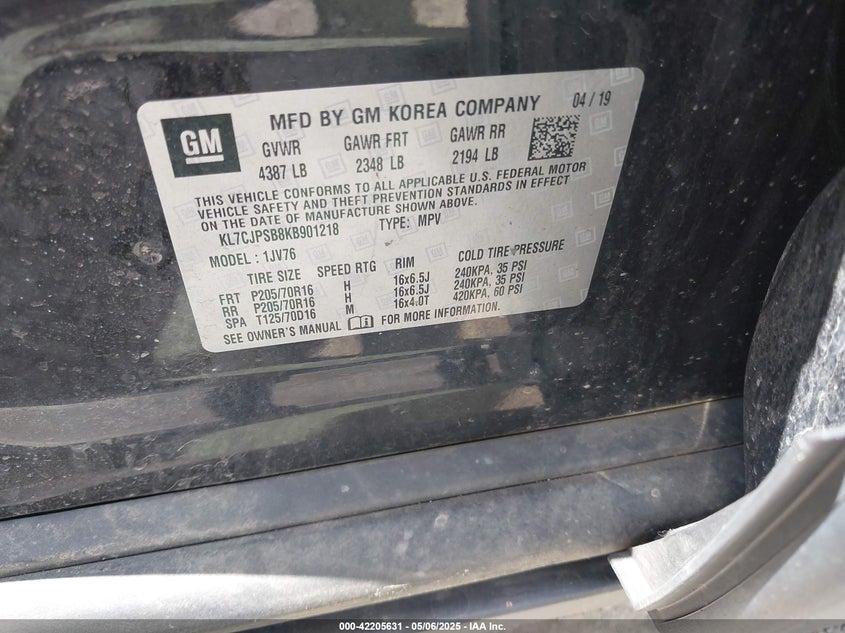 GM
MFD BY GM KOREA COMPANY 04 / 19
GVWR GAWR FRT GAWR RR
4387 LB 2348 LB 2194 LB
THIS VEHICLE CONFORMS TO ALL APPLICABLE U.S. FEDERAL MOTOR
VEHICLE SAFETY AND THEFT PREVENTION STANDARDS IN EFFECT
ON THE DATE OF MANUFACTURE SHOWN ABOVE.
KL7CJPSB8KB901218 TYPE: MPV
MODEL : 1JV76
TIRE SIZE SPEED RTG RIM COLD TIRE PRESSURE
FRT P205/70R16 H 16x6.5J 240KPA, 35 PSI
RR P205/70R16 H 16x6.5J 240KPA, 35 PSI
SPA T125/70D16 M 16x4.0T 420KPA, 60 PSI
SEE OWNER'S MANUAL FOR MORE INFORMATION.
000-42205631 - 05/06/2025 - IAA Inc.